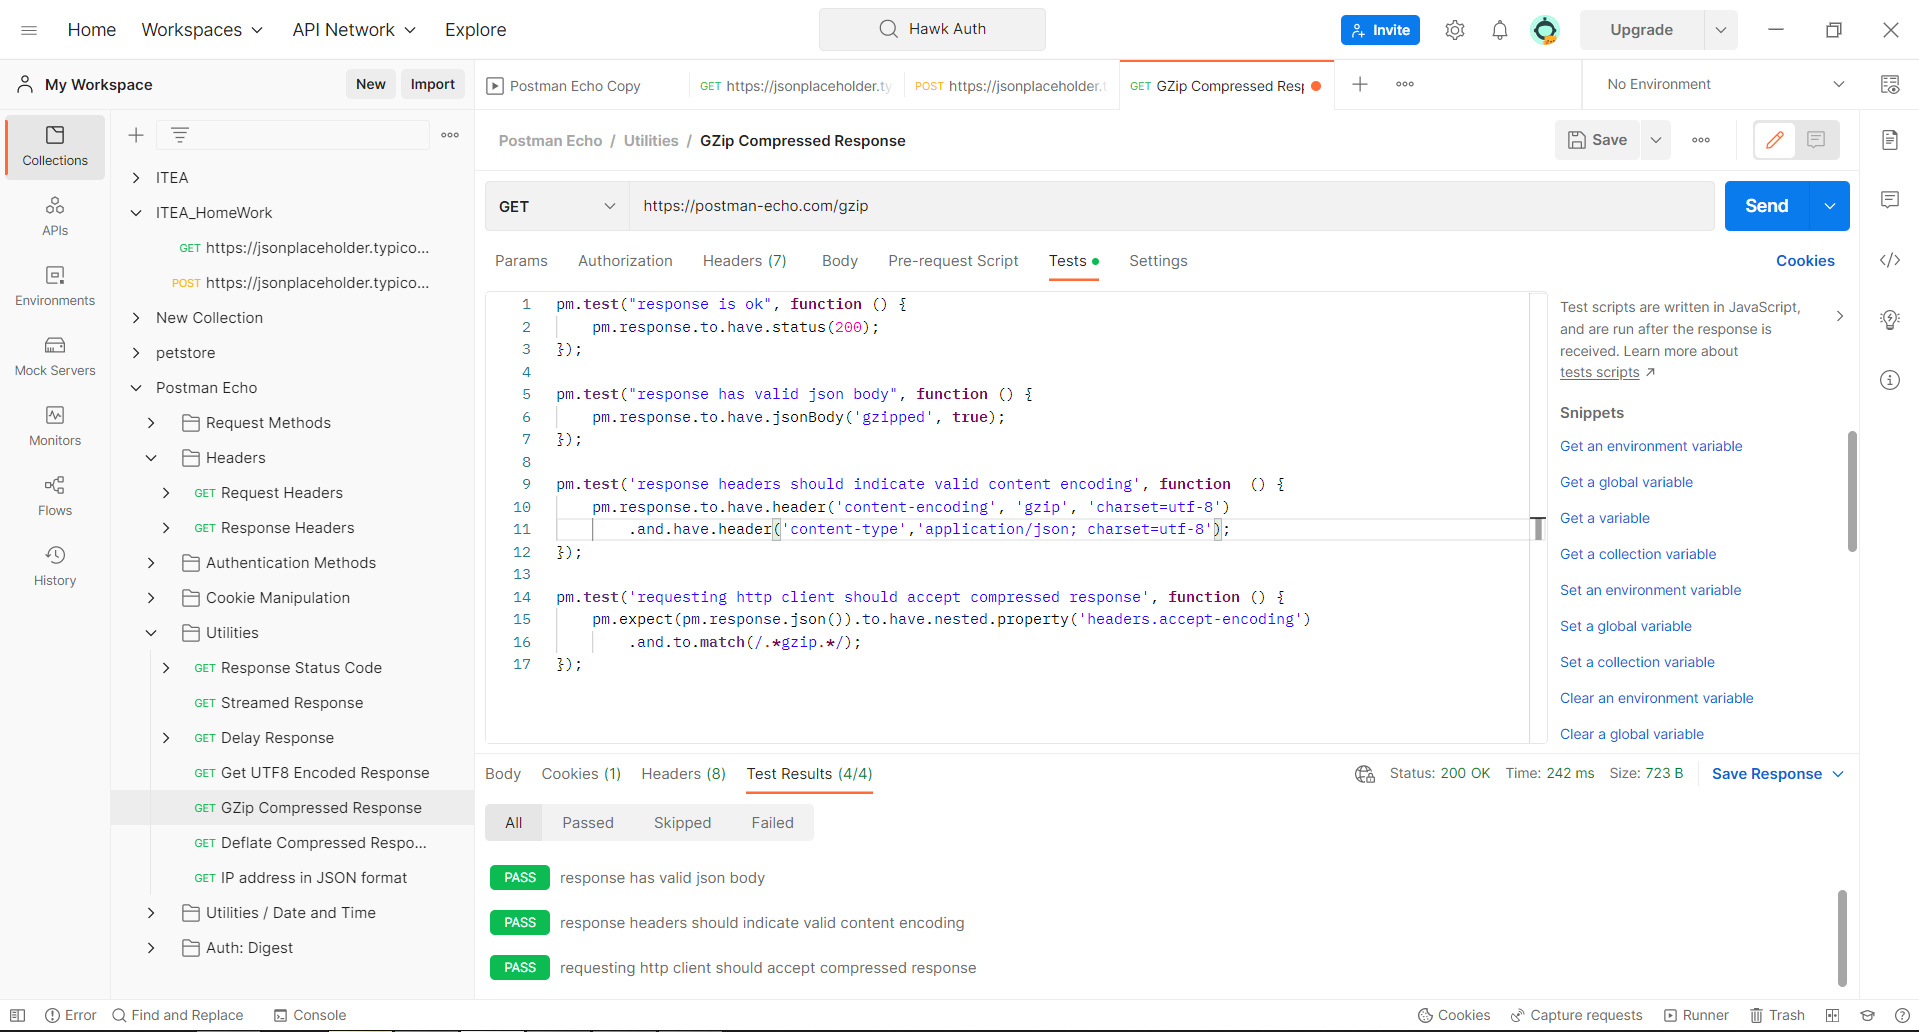 Home
Workspaces
API Network
Explore
Hawk Auth
Invite
Upgrade
My Workspace
New
Import
Postman Echo Copy
GET https://jsonplaceholder.ty
POST https://jsonplaceholder.t
GET GZip Compressed Resp
No Environment
Collections
APIs
Environments
Mock Servers
Monitors
Flows
History
ITEA
ITEA_HomeWork
GET https://jsonplaceholder.typico...
POST https://jsonplaceholder.typico...
New Collection
petstore
Postman Echo
Request Methods
Headers
GET Request Headers
GET Response Headers
Authentication Methods
Cookie Manipulation
Utilities
GET Response Status Code
GET Streamed Response
GET Delay Response
GET Get UTF8 Encoded Response
GET GZip Compressed Response
GET Deflate Compressed Respo...
GET IP address in JSON format
Utilities / Date and Time
Auth: Digest
Postman Echo / Utilities / GZip Compressed Response
Save
GET
https://postman-echo.com/gzip
Send
Params
Authorization
Headers (7)
Body
Pre-request Script
Tests
Settings
Cookies
1 pm.test("response is ok", function () {
2 pm.response.to.have.status(200);
3 });
4
5 pm.test("response has valid json body", function () {
6 pm.response.to.have.jsonBody('gzipped', true);
7 });
8
9 pm.test('response headers should indicate valid content encoding', function  () {
10 pm.response.to.have.header('content-encoding', 'gzip', 'charset=utf-8')
11 .and.have.header('content-type','application/json; charset=utf-8');
12 });
13
14 pm.test('requesting http client should accept compressed response', function () {
15 pm.expect(pm.response.json()).to.have.nested.property('headers.accept-encoding')
16 .and.to.match(/.*gzip.*/);
17 });
Test scripts are written in JavaScript,
and are run after the response is
received. Learn more about
tests scripts ↗
Snippets
Get an environment variable
Get a global variable
Get a variable
Get a collection variable
Set an environment variable
Set a global variable
Set a collection variable
Clear an environment variable
Clear a global variable
Body
Cookies (1)
Headers (8)
Test Results (4/4)
Status: 200 OK
Time: 242 ms
Size: 723 B
Save Response
All
Passed
Skipped
Failed
PASS response has valid json body
PASS response headers should indicate valid content encoding
PASS requesting http client should accept compressed response
Error
Find and Replace
Console
Cookies
Capture requests
Runner
Trash